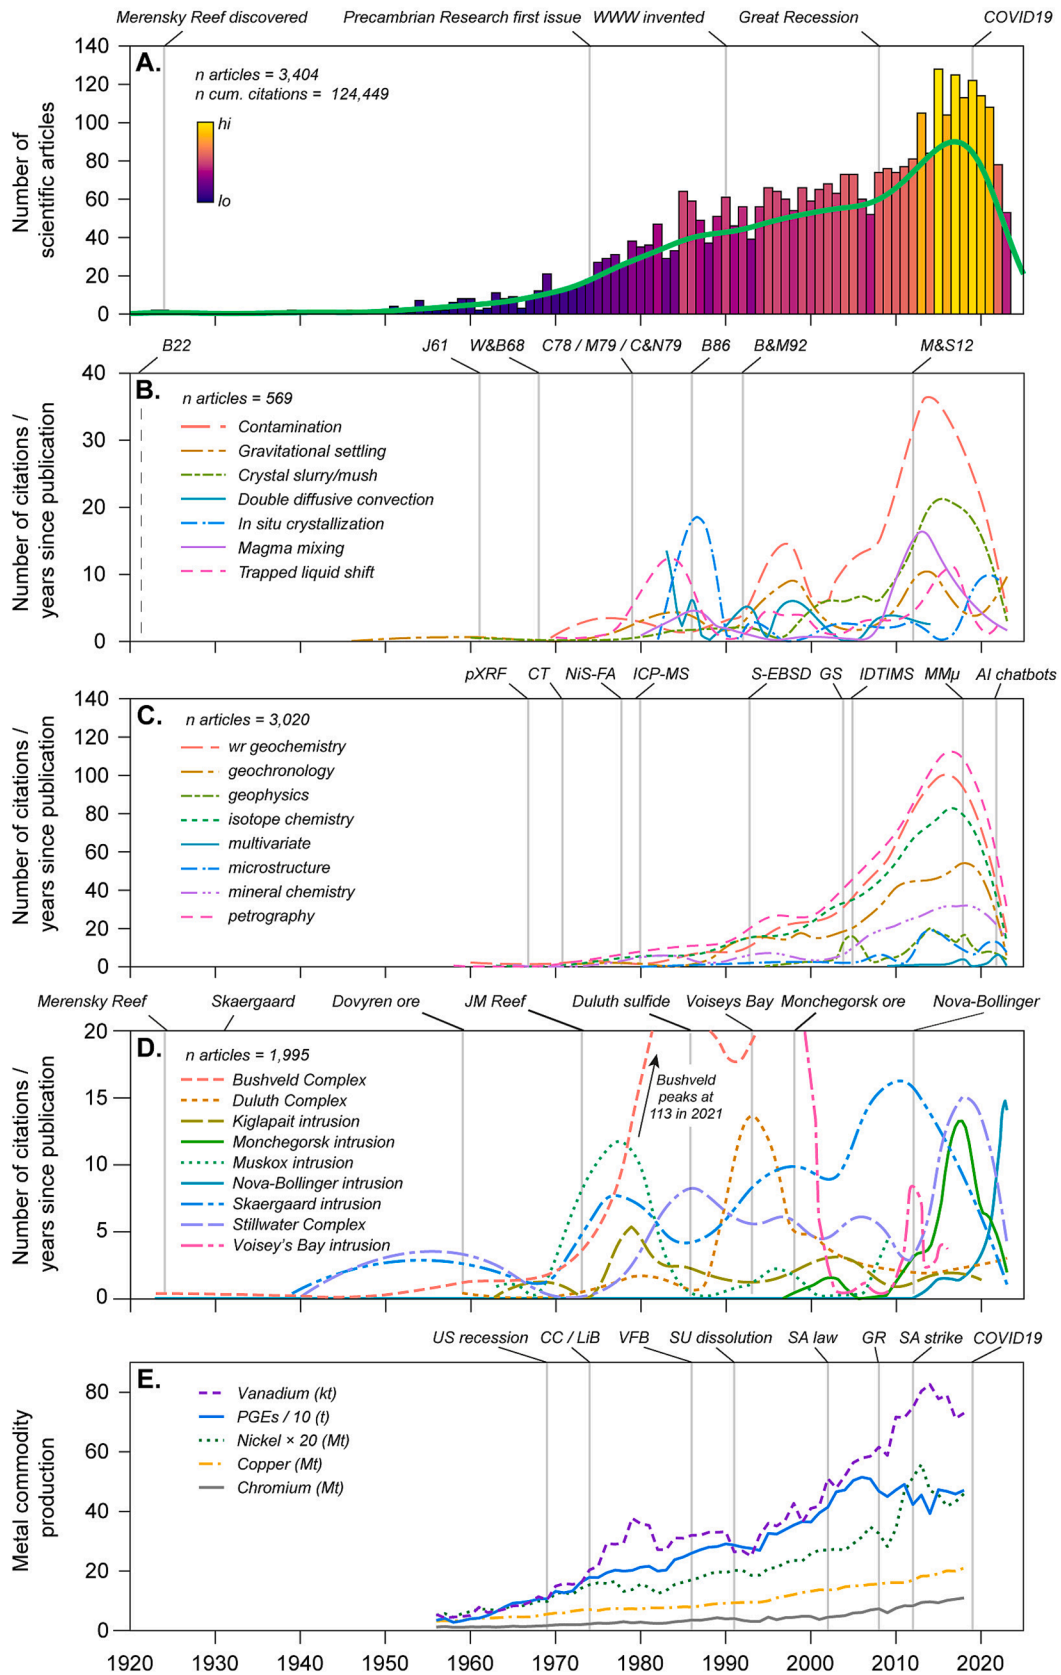 Merensky Reef discovered Precambrian Research first issue WWW invented Great Recession COVID19
A.
n articles = 3,404
n cum. citations = 124,449
hi
lo
Number of
scientific articles
140
120
100
80
60
40
20
0
B22 J61 W&B68 C78 / M79 / C&N79 B86 B&M92 M&S12
B.
n articles = 569
Contamination
Gravitational settling
Crystal slurry/mush
Double diffusive convection
In situ crystallization
Magma mixing
Trapped liquid shift
Number of citations /
years since publication
40
30
20
10
0
pXRF CT NiS-FA ICP-MS S-EBSD GS IDTIMS MMμ AI chatbots
C.
n articles = 3,020
wr geochemistry
geochronology
geophysics
isotope chemistry
multivariate
microstructure
mineral chemistry
petrography
Number of citations /
years since publication
140
120
100
80
60
40
20
0
Merensky Reef Skaergaard Dovyren ore JM Reef Duluth sulfide Voiseys Bay Monchegorsk ore Nova-Bollinger
D.
n articles = 1,995
Bushveld Complex
Duluth Complex
Kiglapait intrusion
Monchegorsk intrusion
Muskox intrusion
Nova-Bollinger intrusion
Skaergaard intrusion
Stillwater Complex
Voisey's Bay intrusion
Bushveld
peaks at
113 in 2021
Number of citations /
years since publication
20
15
10
5
0
US recession CC / LiB VFB SU dissolution SA law GR SA strike COVID19
E.
Vanadium (kt)
PGEs / 10 (t)
Nickel × 20 (Mt)
Copper (Mt)
Chromium (Mt)
Metal commodity
production
80
60
40
20
0
1920 1930 1940 1950 1960 1970 1980 1990 2000 2010 2020